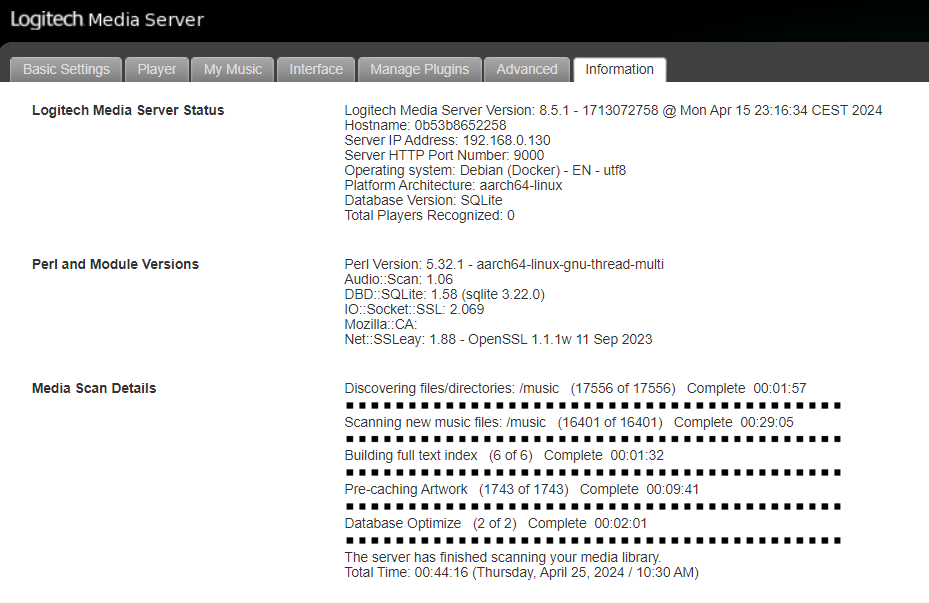 Logitech Media Server
Basic Settings Player My Music Interface Manage Plugins Advanced Information
Logitech Media Server Status
Logitech Media Server Version: 8.5.1 - 1713072758 @ Mon Apr 15 23:16:34 CEST 2024
Hostname: 0b53b8652258
Server IP Address: 192.168.0.130
Server HTTP Port Number: 9000
Operating system: Debian (Docker) - EN - utf8
Platform Architecture: aarch64-linux
Database Version: SQLite
Total Players Recognized: 0
Perl and Module Versions
Perl Version: 5.32.1 - aarch64-linux-gnu-thread-multi
Audio::Scan: 1.06
DBD::SQLite: 1.58 (sqlite 3.22.0)
IO::Socket::SSL: 2.069
Mozilla::CA:
Net::SSLeay: 1.88 - OpenSSL 1.1.1w 11 Sep 2023
Media Scan Details
Discovering files/directories: /music (17556 of 17556) Complete 00:01:57
Scanning new music files: /music (16401 of 16401) Complete 00:29:05
Building full text index (6 of 6) Complete 00:01:32
Pre-caching Artwork (1743 of 1743) Complete 00:09:41
Database Optimize (2 of 2) Complete 00:02:01
The server has finished scanning your media library.
Total Time: 00:44:16 (Thursday, April 25, 2024 / 10:30 AM)